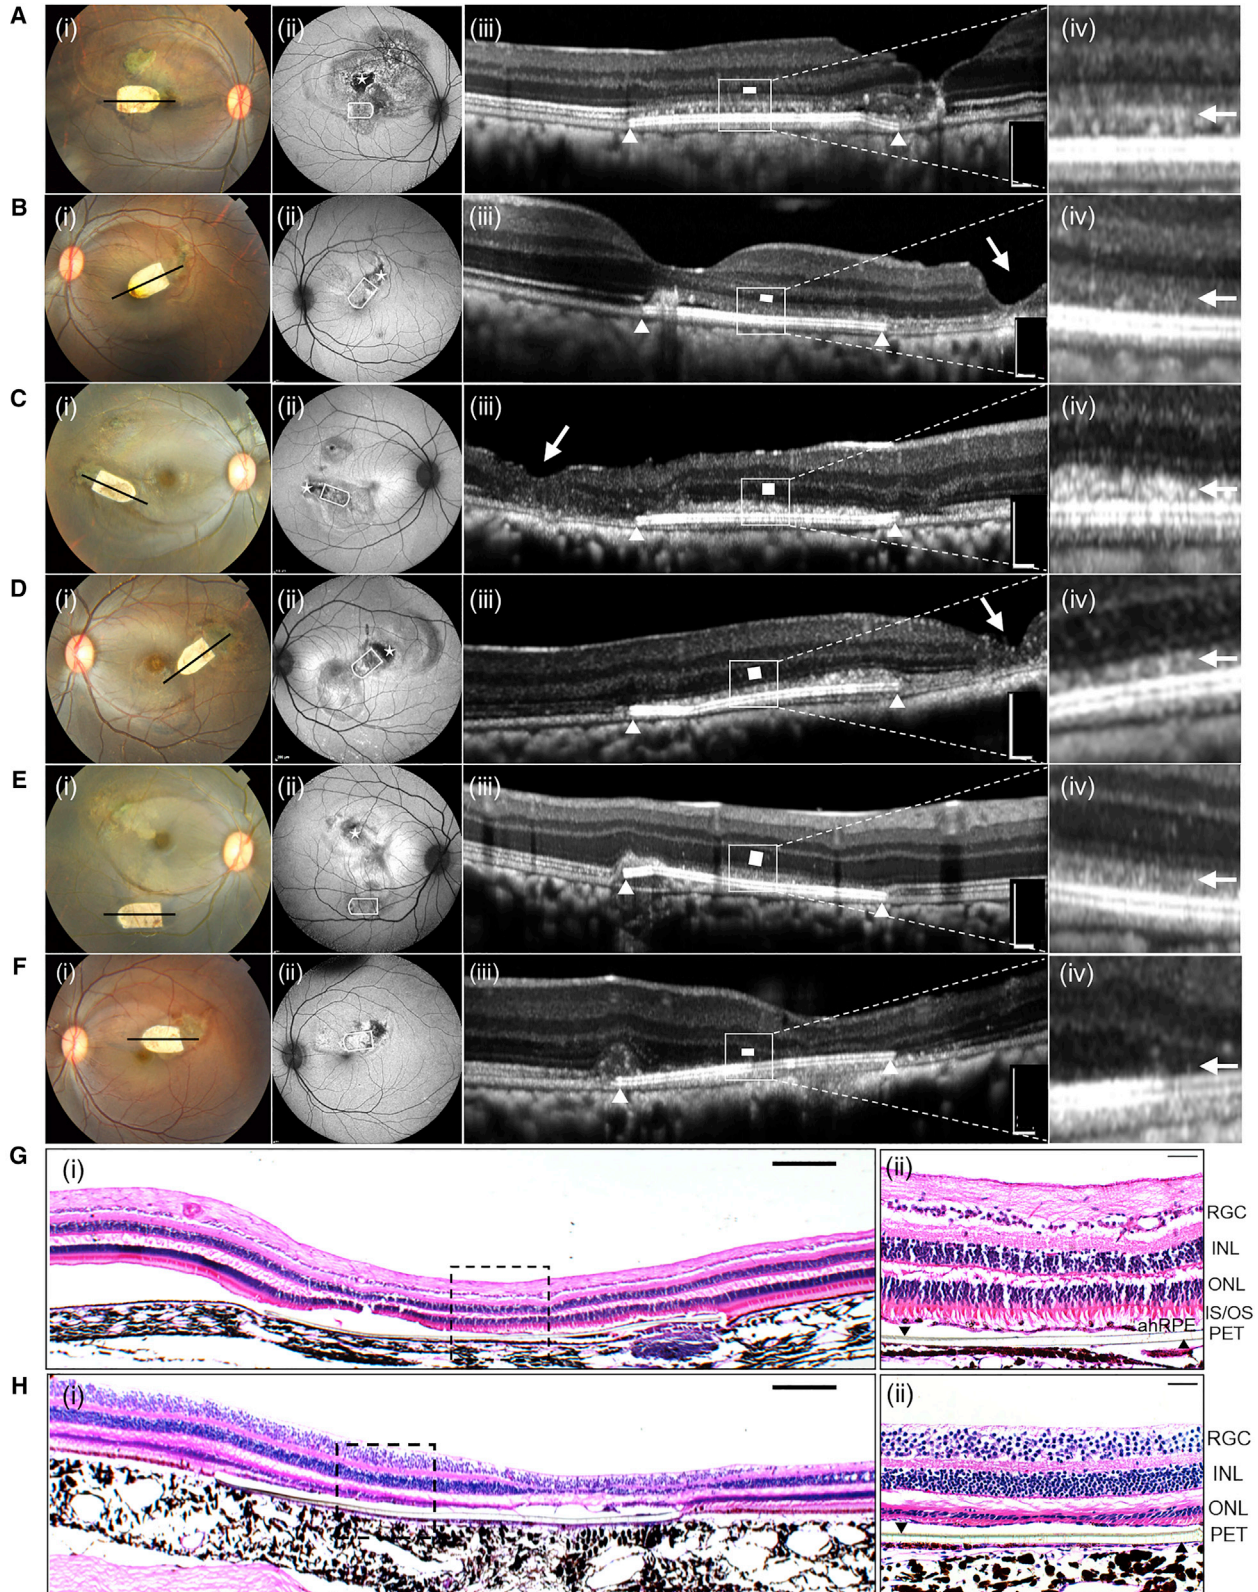 A (i) (ii) (iii) (iv)
B (i) (ii) (iii) (iv)
C (i) (ii) (iii) (iv)
D (i) (ii) (iii) (iv)
E (i) (ii) (iii) (iv)
F (i) (ii) (iii) (iv)
G (i) (ii)
RGC
INL
ONL
IS/OS
ahRPE
PET
H (i) (ii)
RGC
INL
ONL
PET